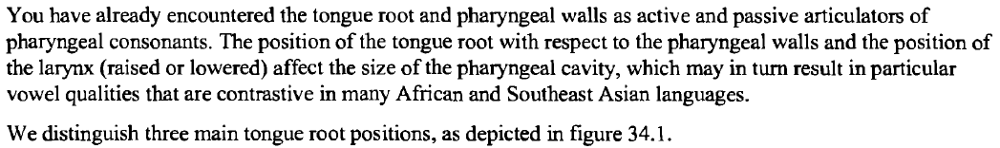 You have already encountered the tongue root and pharyngeal walls as active and passive articulators of
pharyngeal consonants. The position of the tongue root with respect to the pharyngeal walls and the position of
the larynx (raised or lowered) affect the size of the pharyngeal cavity, which may in turn result in particular
vowel qualities that are contrastive in many African and Southeast Asian languages.
We distinguish three main tongue root positions, as depicted in figure 34.1.